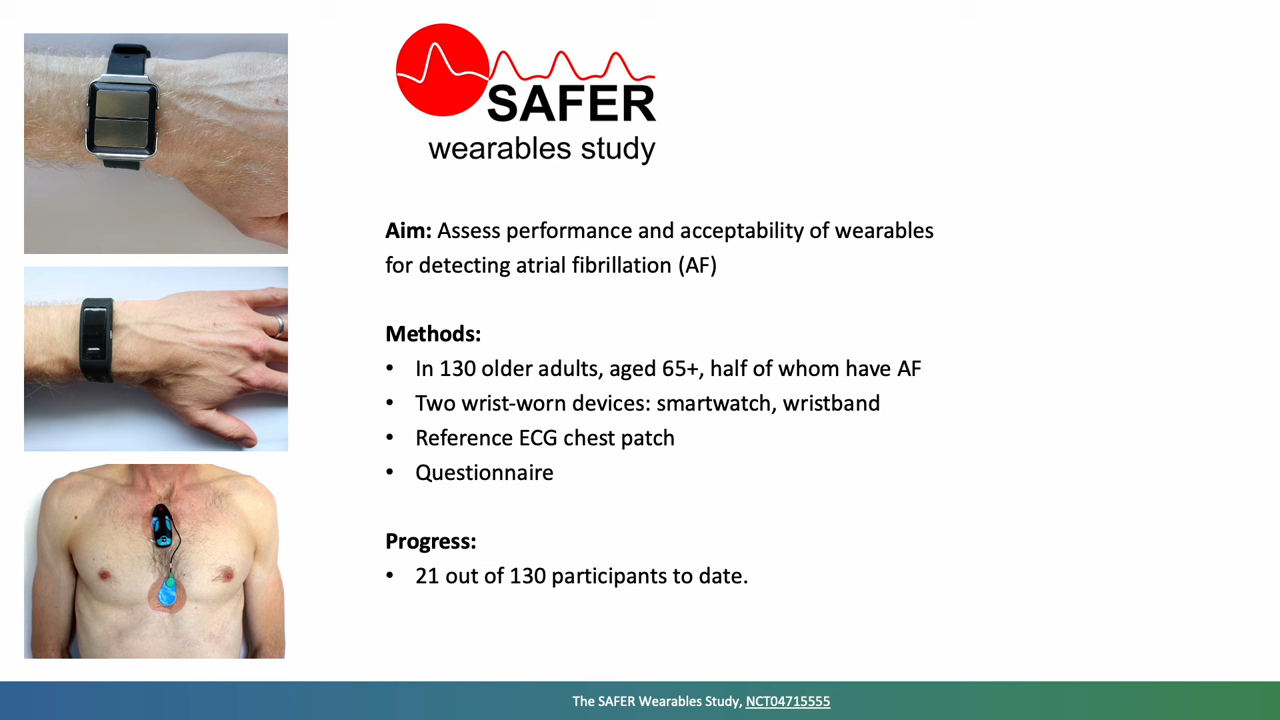 SAFER
wearables study
Aim: Assess performance and acceptability of wearables
for detecting atrial fibrillation (AF)
Methods:
• In 130 older adults, aged 65+, half of whom have AF
• Two wrist-worn devices: smartwatch, wristband
• Reference ECG chest patch
• Questionnaire
Progress:
• 21 out of 130 participants to date.
The SAFER Wearables Study, NCT04715555